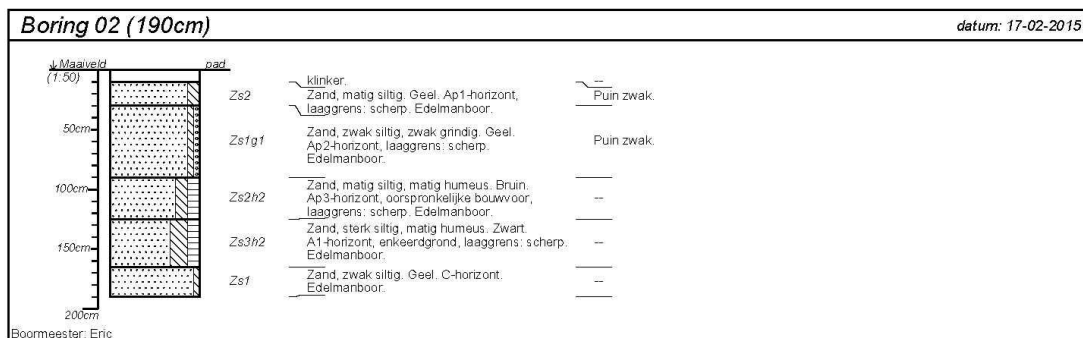 Boring 02 (190cm)
datum: 17-02-2015
Maaiveld
pad
(1:50)
klinker.
--
Zs2
Zand, matig siltig. Geel. Ap1-horizont,
laaggrens: scherp. Edelmanboor.
Puin zwak.
50cm
Zs1g1
Zand, zwak siltig, zwak grindig. Geel.
Ap2-horizont, laaggrens: scherp.
Edelmanboor.
Puin zwak.
100cm
Zs2h2
Zand, matig siltig, matig humeus. Bruin.
Ap3-horizont, oorspronkelijke bouwvoor,
laaggrens: scherp. Edelmanboor.
--
150cm
Zs3h2
Zand, sterk siltig, matig humeus. Zwart.
A1-horizont, enkeerdgrond, laaggrens: scherp.
Edelmanboor.
--
Zs1
Zand, zwak siltig. Geel. C-horizont.
Edelmanboor.
--
200cm
Boormeester: Eric